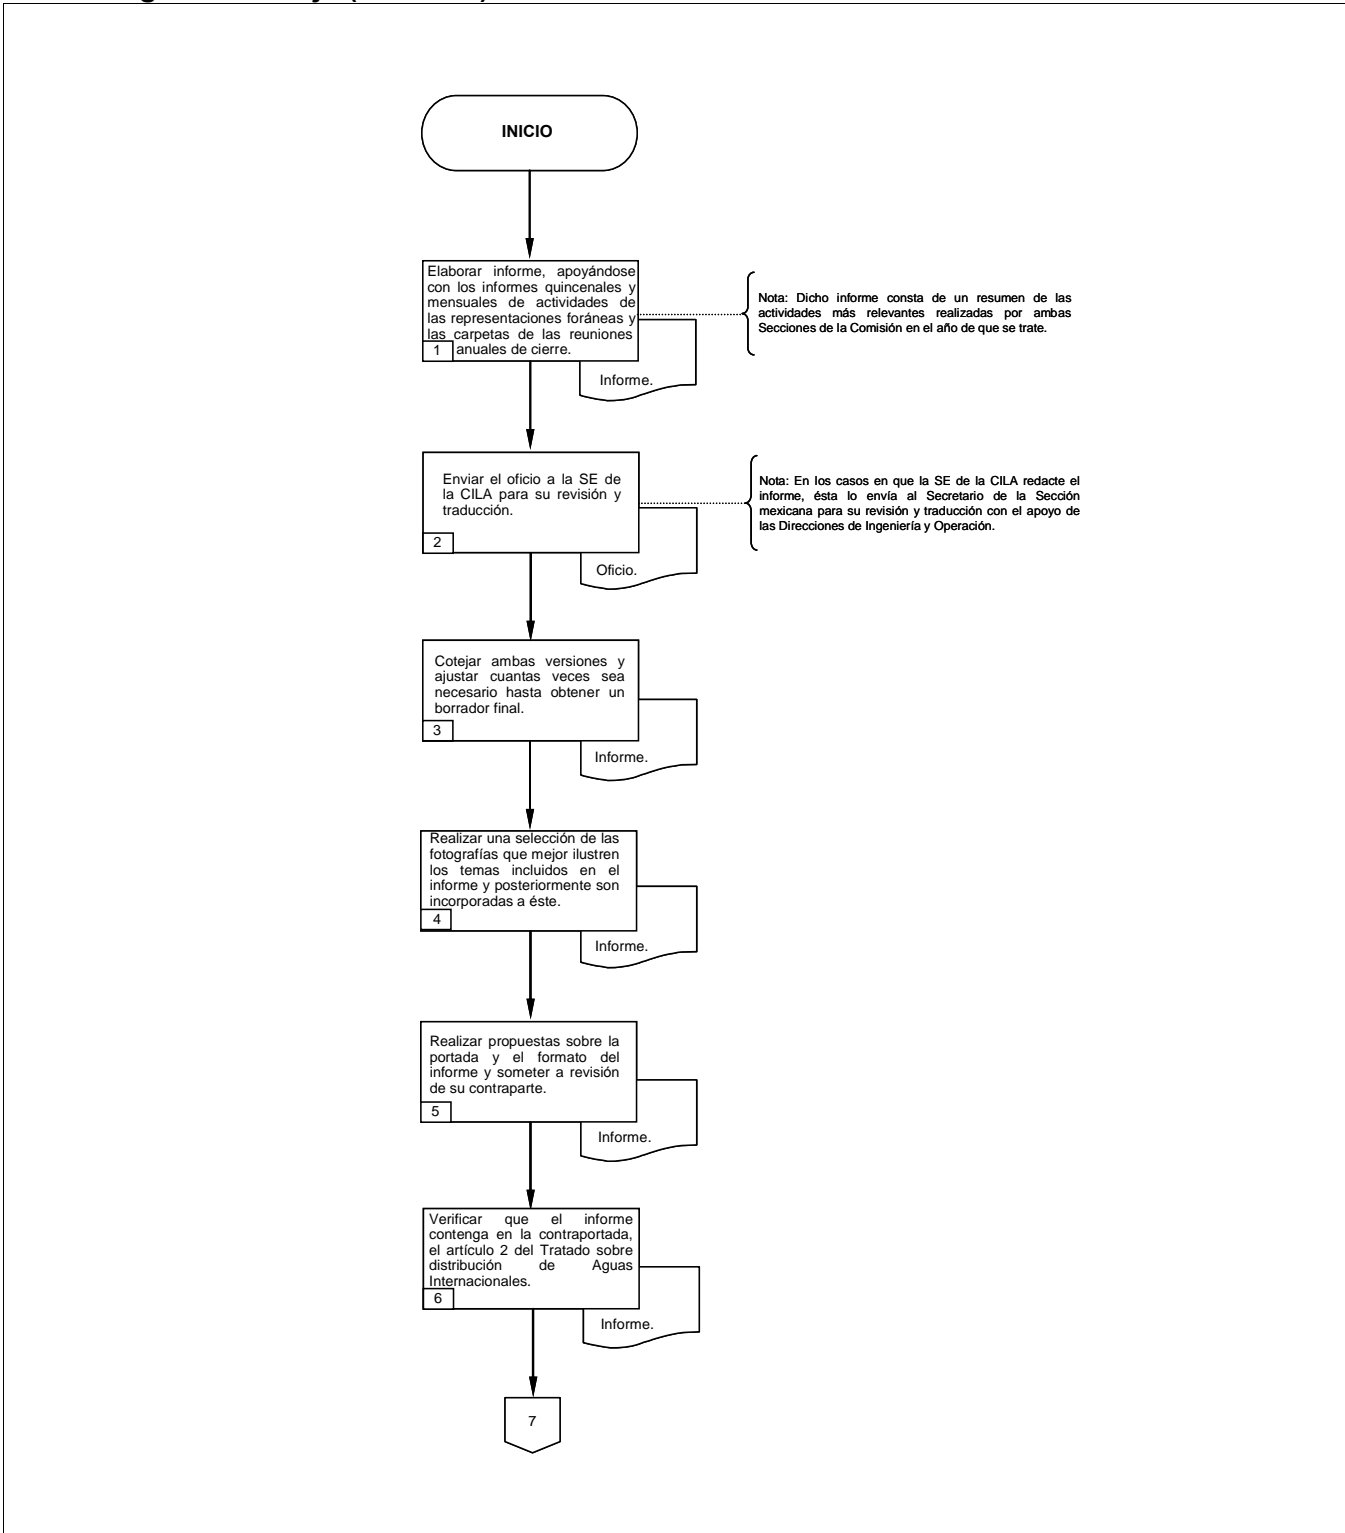 INICIO
Elaborar informe, apoyándose
con los informes quincenales y
mensuales de actividades de
las representaciones foráneas y
las carpetas de las reuniones
anuales de cierre.
1
Informe.
Nota: Dicho informe consta de un resumen de las
actividades más relevantes realizadas por ambas
Secciones de la Comisión en el año de que se trate.
Enviar el oficio a la SE de
la CILA para su revisión y
traducción.
2
Oficio.
Nota: En los casos en que la SE de la CILA redacte el
informe, ésta lo envía al Secretario de la Sección
mexicana para su revisión y traducción con el apoyo de
las Direcciones de Ingeniería y Operación.
Cotejar ambas versiones y
ajustar cuantas veces sea
necesario hasta obtener un
borrador final.
3
Informe.
Realizar una selección de las
fotografías que mejor ilustren
los temas incluidos en el
informe y posteriormente son
incorporadas a éste.
4
Informe.
Realizar propuestas sobre la
portada y el formato del
informe y someter a revisión
de su contraparte.
5
Informe.
Verificar que el informe
contenga en la contraportada,
el artículo 2 del Tratado sobre
distribución de Aguas
Internacionales.
6
Informe.
7